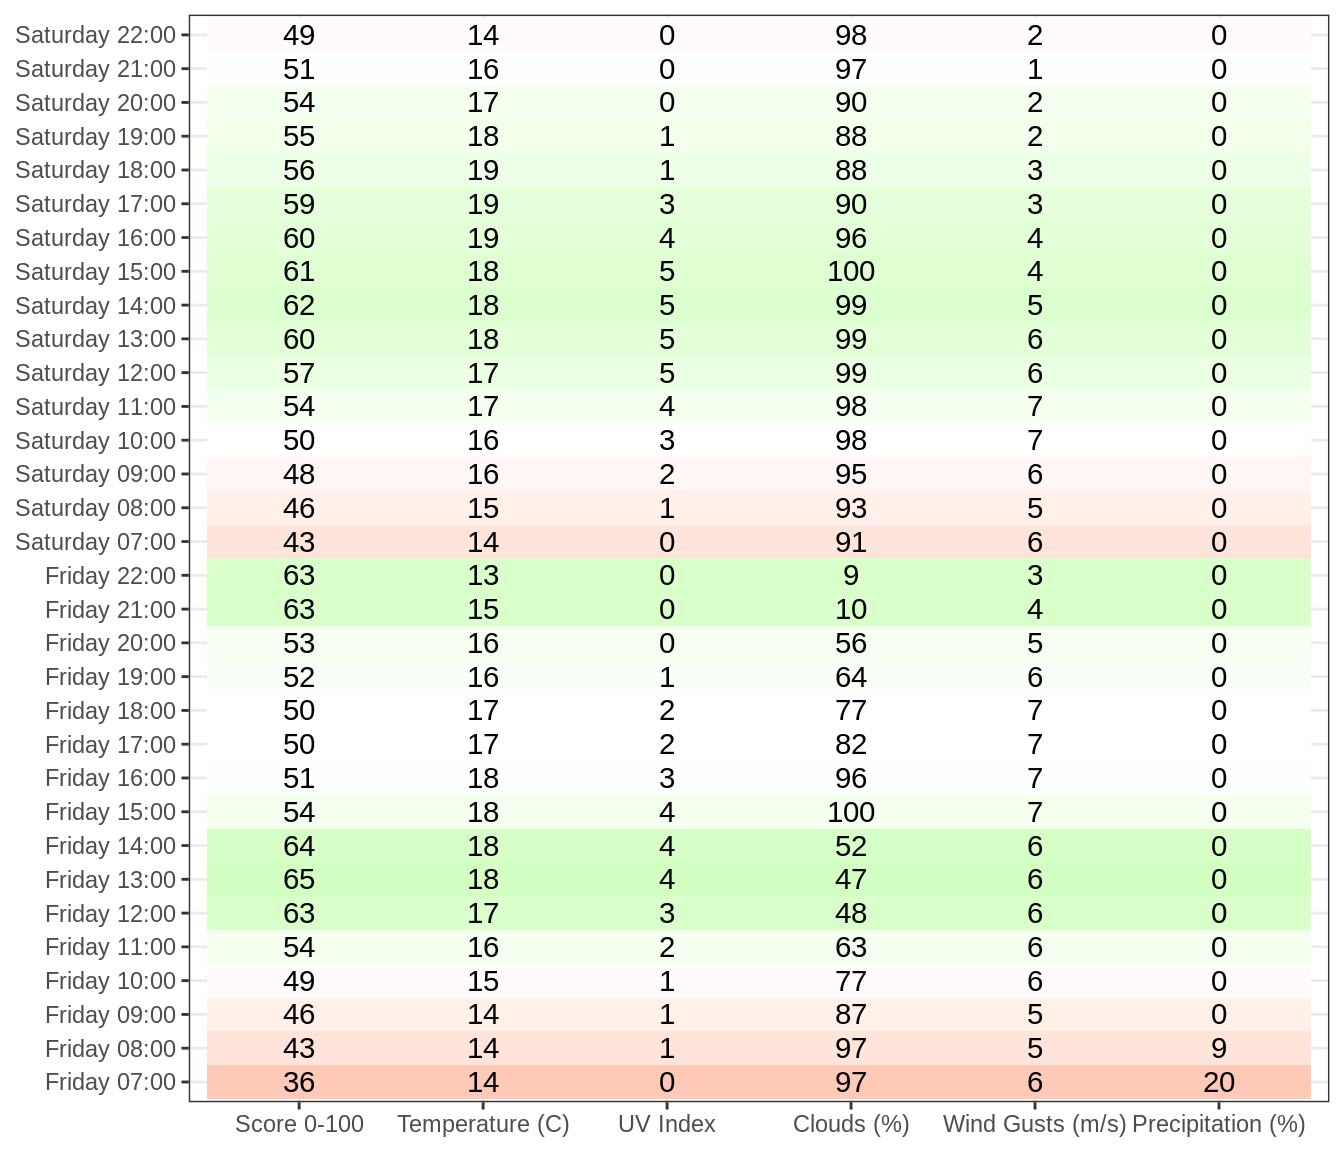 Saturday 22:00 49 14 0 98 2 0
Saturday 21:00 51 16 0 97 1 0
Saturday 20:00 54 17 0 90 2 0
Saturday 19:00 55 18 1 88 2 0
Saturday 18:00 56 19 1 88 3 0
Saturday 17:00 59 19 3 90 3 0
Saturday 16:00 60 19 4 96 4 0
Saturday 15:00 61 18 5 100 4 0
Saturday 14:00 62 18 5 99 5 0
Saturday 13:00 60 18 5 99 6 0
Saturday 12:00 57 17 5 99 6 0
Saturday 11:00 54 17 4 98 7 0
Saturday 10:00 50 16 3 98 7 0
Saturday 09:00 48 16 2 95 6 0
Saturday 08:00 46 15 1 93 5 0
Saturday 07:00 43 14 0 91 6 0
Friday 22:00 63 13 0 9 3 0
Friday 21:00 63 15 0 10 4 0
Friday 20:00 53 16 0 56 5 0
Friday 19:00 52 16 1 64 6 0
Friday 18:00 50 17 2 77 7 0
Friday 17:00 50 17 2 82 7 0
Friday 16:00 51 18 3 96 7 0
Friday 15:00 54 18 4 100 7 0
Friday 14:00 64 18 4 52 6 0
Friday 13:00 65 18 4 47 6 0
Friday 12:00 63 17 3 48 6 0
Friday 11:00 54 16 2 63 6 0
Friday 10:00 49 15 1 77 6 0
Friday 09:00 46 14 1 87 5 0
Friday 08:00 43 14 1 97 5 9
Friday 07:00 36 14 0 97 6 20
Score 0-100 Temperature (C) UV Index Clouds (%) Wind Gusts (m/s) Precipitation (%)